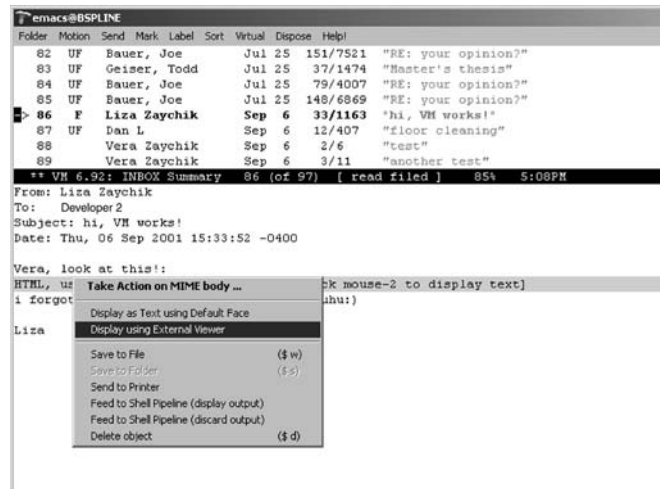 emacs@BSPLINE
Folder Motion Send Mark Label Sort Virtual Dispose Help!
82 UF Bauer, Joe Jul 25 151/7521 "RE: your opinion?"
83 UF Geiser, Todd Jul 25 37/1474 "Master's thesis"
84 UF Bauer, Joe Jul 25 79/4007 "RE: your opinion?"
85 UF Bauer, Joe Jul 25 148/6869 "RE: your opinion?"
-> 86 F Liza Zaychik Sep 6 33/1163 "hi, VM works!"
87 UF Dan L Sep 6 12/407 "floor cleaning"
88 Vera Zaychik Sep 6 2/6 "test"
89 Vera Zaychik Sep 6 3/11 "another test"
** VM 6.92: INBOX Summary 86 (of 97) [ read filed ] 85% 5:08PM
From: Liza Zaychik
To: Developer 2
Subject: hi, VM works!
Date: Thu, 06 Sep 2001 15:33:52 -0400
Vera, look at this!:
HTML, us ck mouse-2 to display text]
Take Action on MIME body ...
i forgot uhu:)
Display as Text using Default Face
Liza
Display using External Viewer
Save to File ($ w)
Save to Folder ($ s)
Send to Printer
Feed to Shell Pipeline (display output)
Feed to Shell Pipeline (discard output)
Delete object ($ d)